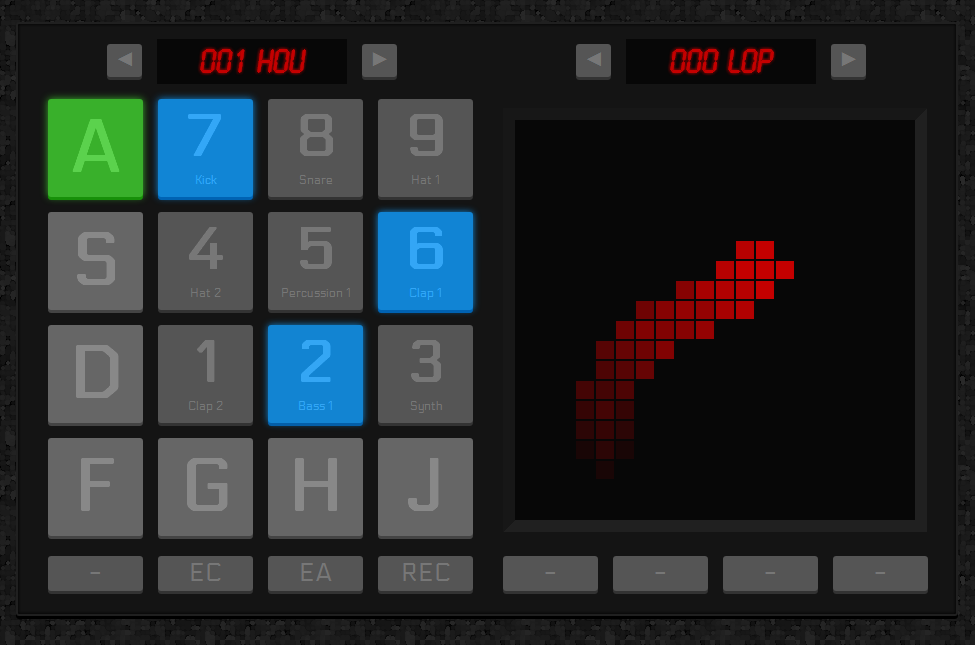 001 HOU
000 LOP
A
7
Kick
8
Snare
9
Hat 1
S
4
Hat 2
5
Percussion 1
6
Clap 1
D
1
Clap 2
2
Bass 1
3
Synth
F
G
H
J
-
EC
EA
REC
-
-
-
-